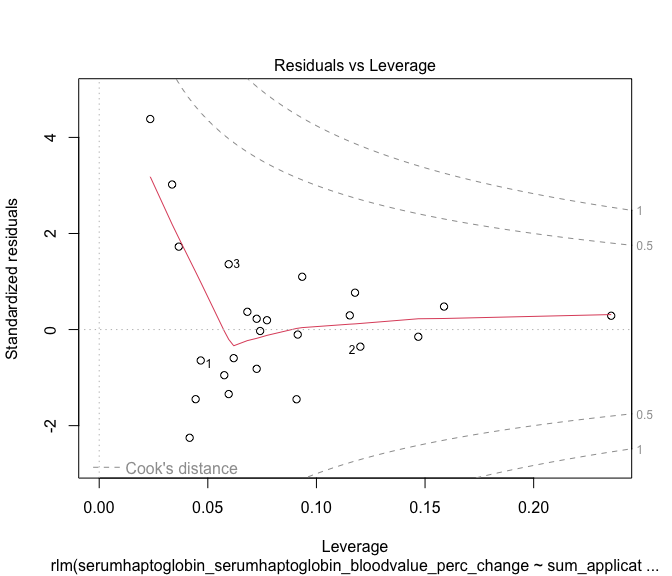 Residuals vs Leverage
Standardized residuals
4
2
0
-2
3
1
2
1
0.5
0.5
1
Cook's distance
0.00 0.05 0.10 0.15 0.20
Leverage
rlm(serumhaptoglobin_serumhaptoglobin_bloodvalue_perc_change ~ sum_applicat ...